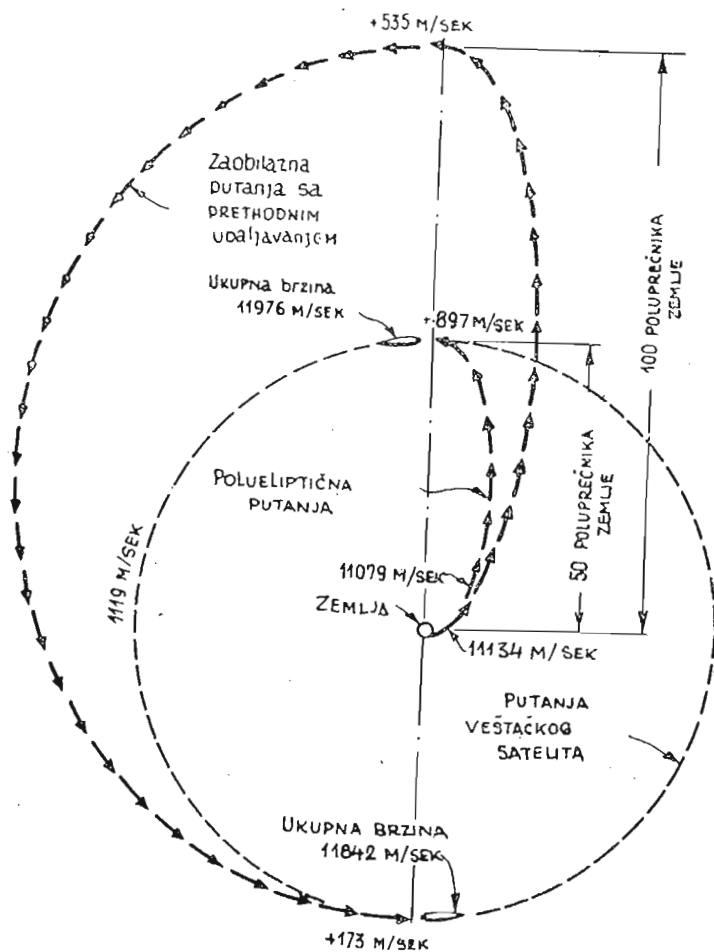 +535 M/SEK
Zaobilazna
putanja sa
prethodnim
udaljavanjem
Ukupna brzina
11976 M/SEK
+897 M/SEK
100 POLUPREČNIKA
ZEMLJE
50 POLUPREČNIKA
ZEMLJE
POLUELIPTIČNA
PUTANJA
1119 M/SEK
11079 M/SEK
ZEMLJA
11134 M/SEK
PUTANJA
VEŠTAČKOG
SATELITA
UKUPNA BRZINA
11842 M/SEK
+173 M/SEK